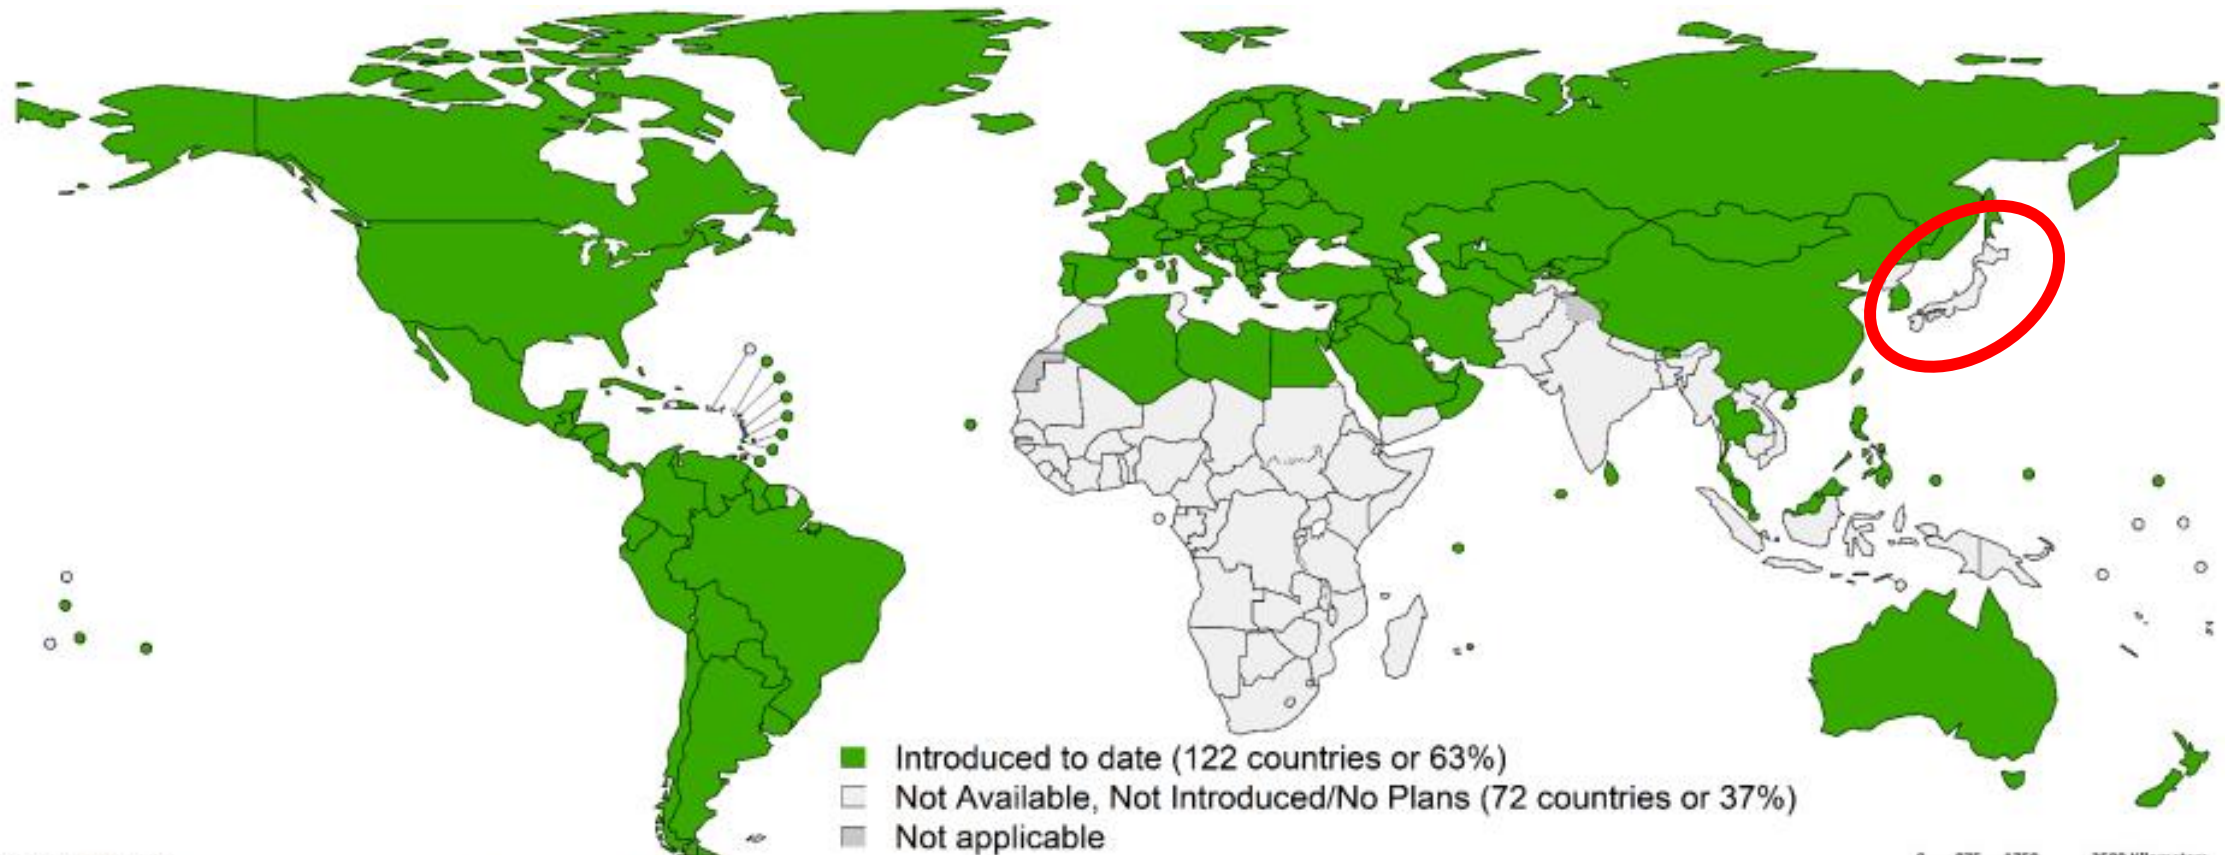 Introduced to date (122 countries or 63%)
Not Available, Not Introduced/No Plans (72 countries or 37%)
Not applicable